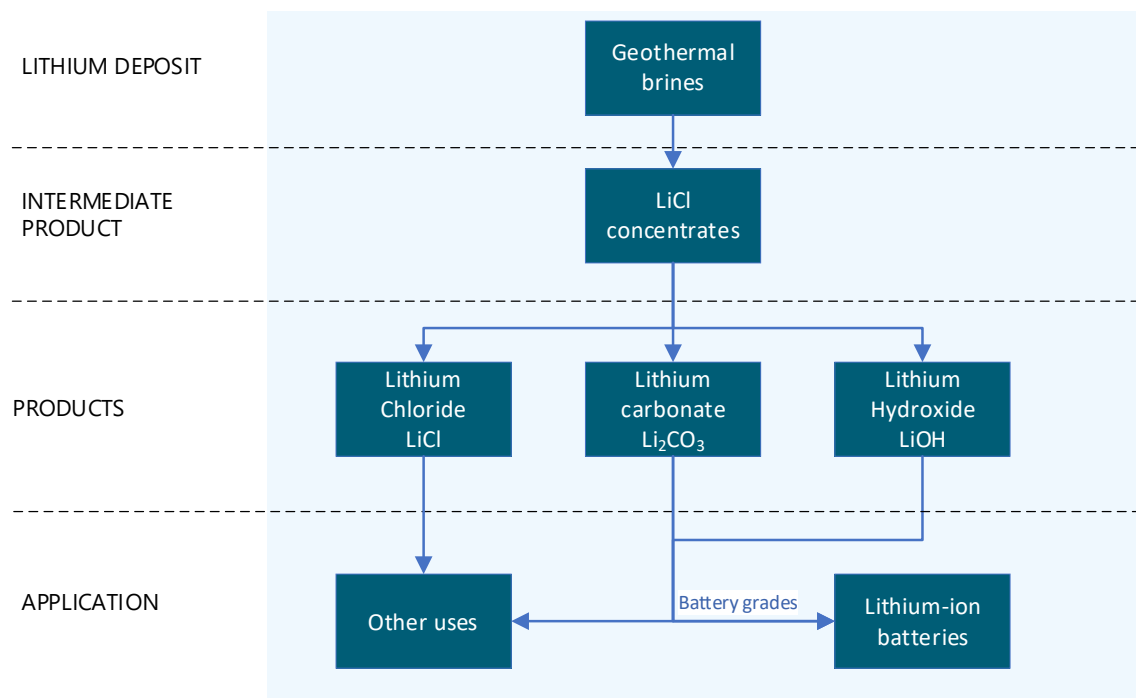 LITHIUM DEPOSIT
Geothermal
brines
INTERMEDIATE
PRODUCT
LiCl
concentrates
PRODUCTS
Lithium
Chloride
LiCl
Lithium
carbonate
Li₂CO₃
Lithium
Hydroxide
LiOH
APPLICATION
Other uses
Battery grades
Lithium-ion
batteries